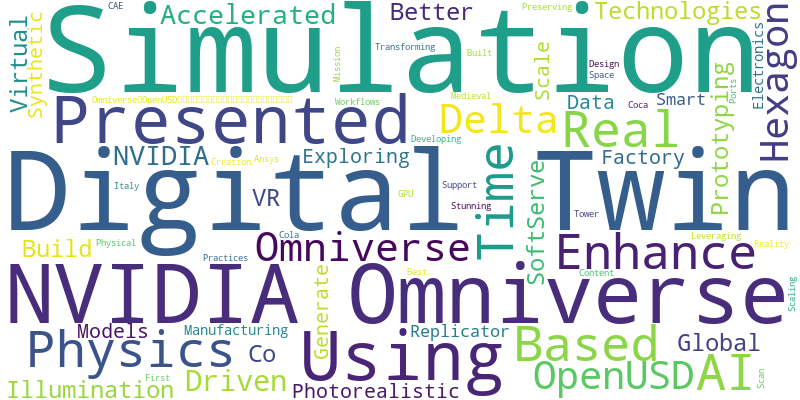 Simulation
CAE
Accelerated
Better
Preserving
Technologies
Virtual
Synthetic
Mission
Transforming
Built
Scale
Design
Space
Electronics
Hexagon
Workflows
Medieval
Data
Coca
Smart
Ports
Prototyping
Presented
Delta
Real
Developing
NVIDIA
Creation
Ansys
Exploring
Time
Factory
Digital Twin
Italy
VR
GPU
Support
Stunning
SoftServe
Tower
Build
Physical
Cola
Omniverse
Enhance
Leveraging
Reality
Practices
Best
Content
NVIDIA Omniverse
Scaling
Generate
Models
Manufacturing
Replicator
Physics
Co
Using
Based
Global
Illumination
First
Driven
Photorealistic
OpenUSD
AI
Scan